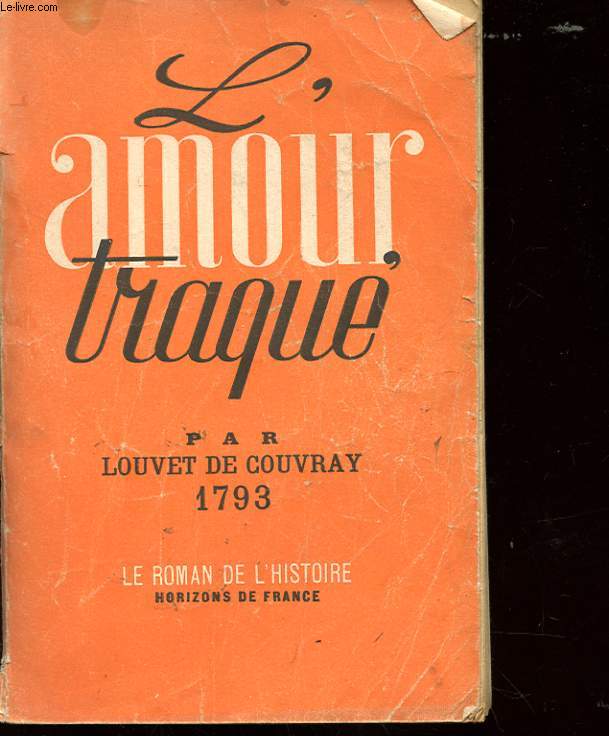 Le-livre.com
L'
amour
traqué
PAR
LOUVET DE COUVRAY
1793
LE ROMAN DE L'HISTOIRE
HORIZONS DE FRANCE